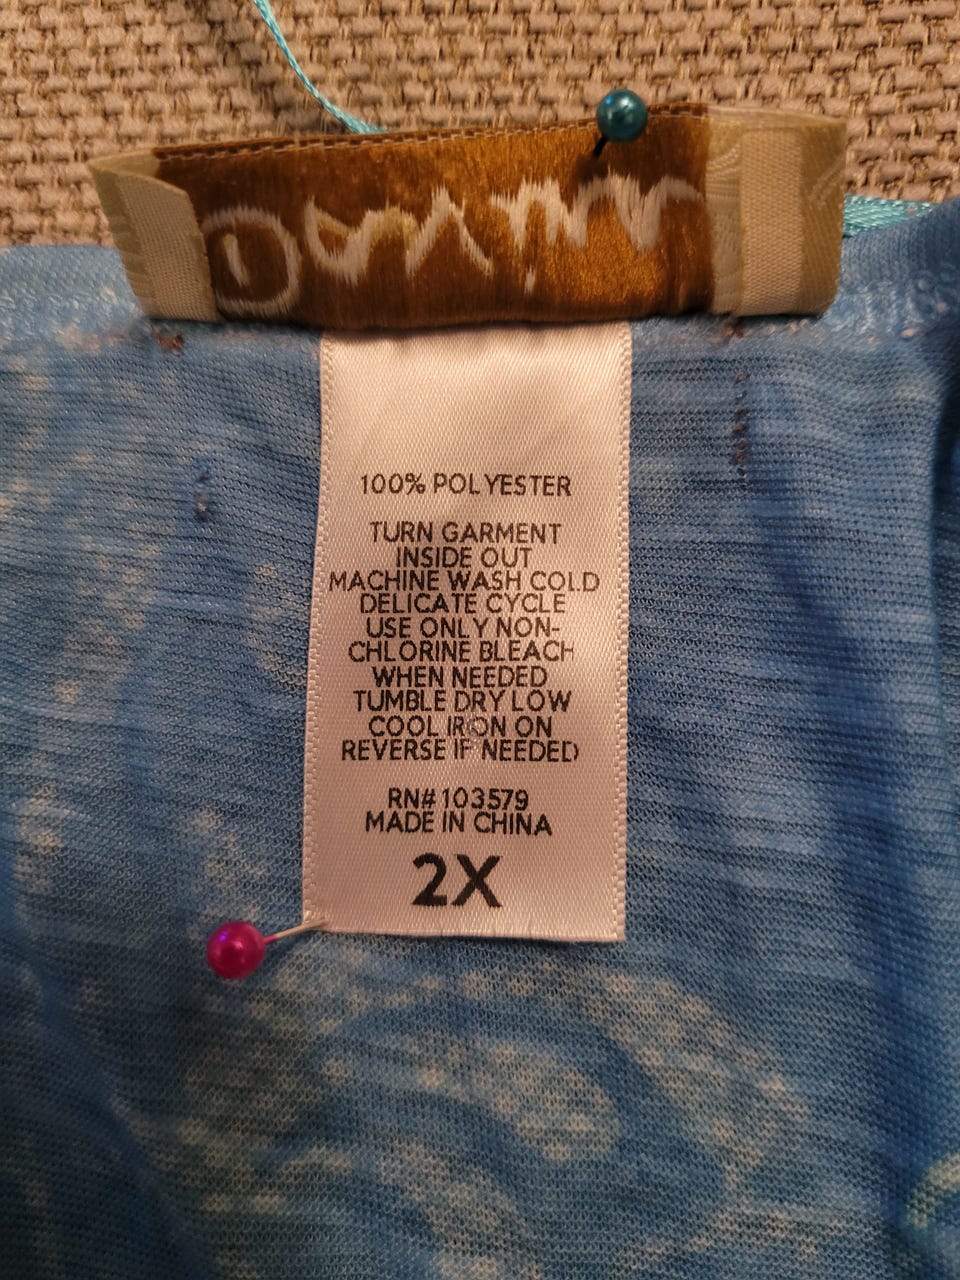 100% POLYESTER
TURN GARMENT
INSIDE OUT
MACHINE WASH COLD
DELICATE CYCLE
USE ONLY NON-
CHLORINE BLEACH
WHEN NEEDED
TUMBLE DRY LOW
COOL IRON ON
REVERSE IF NEEDED
RN# 103579
MADE IN CHINA
2X